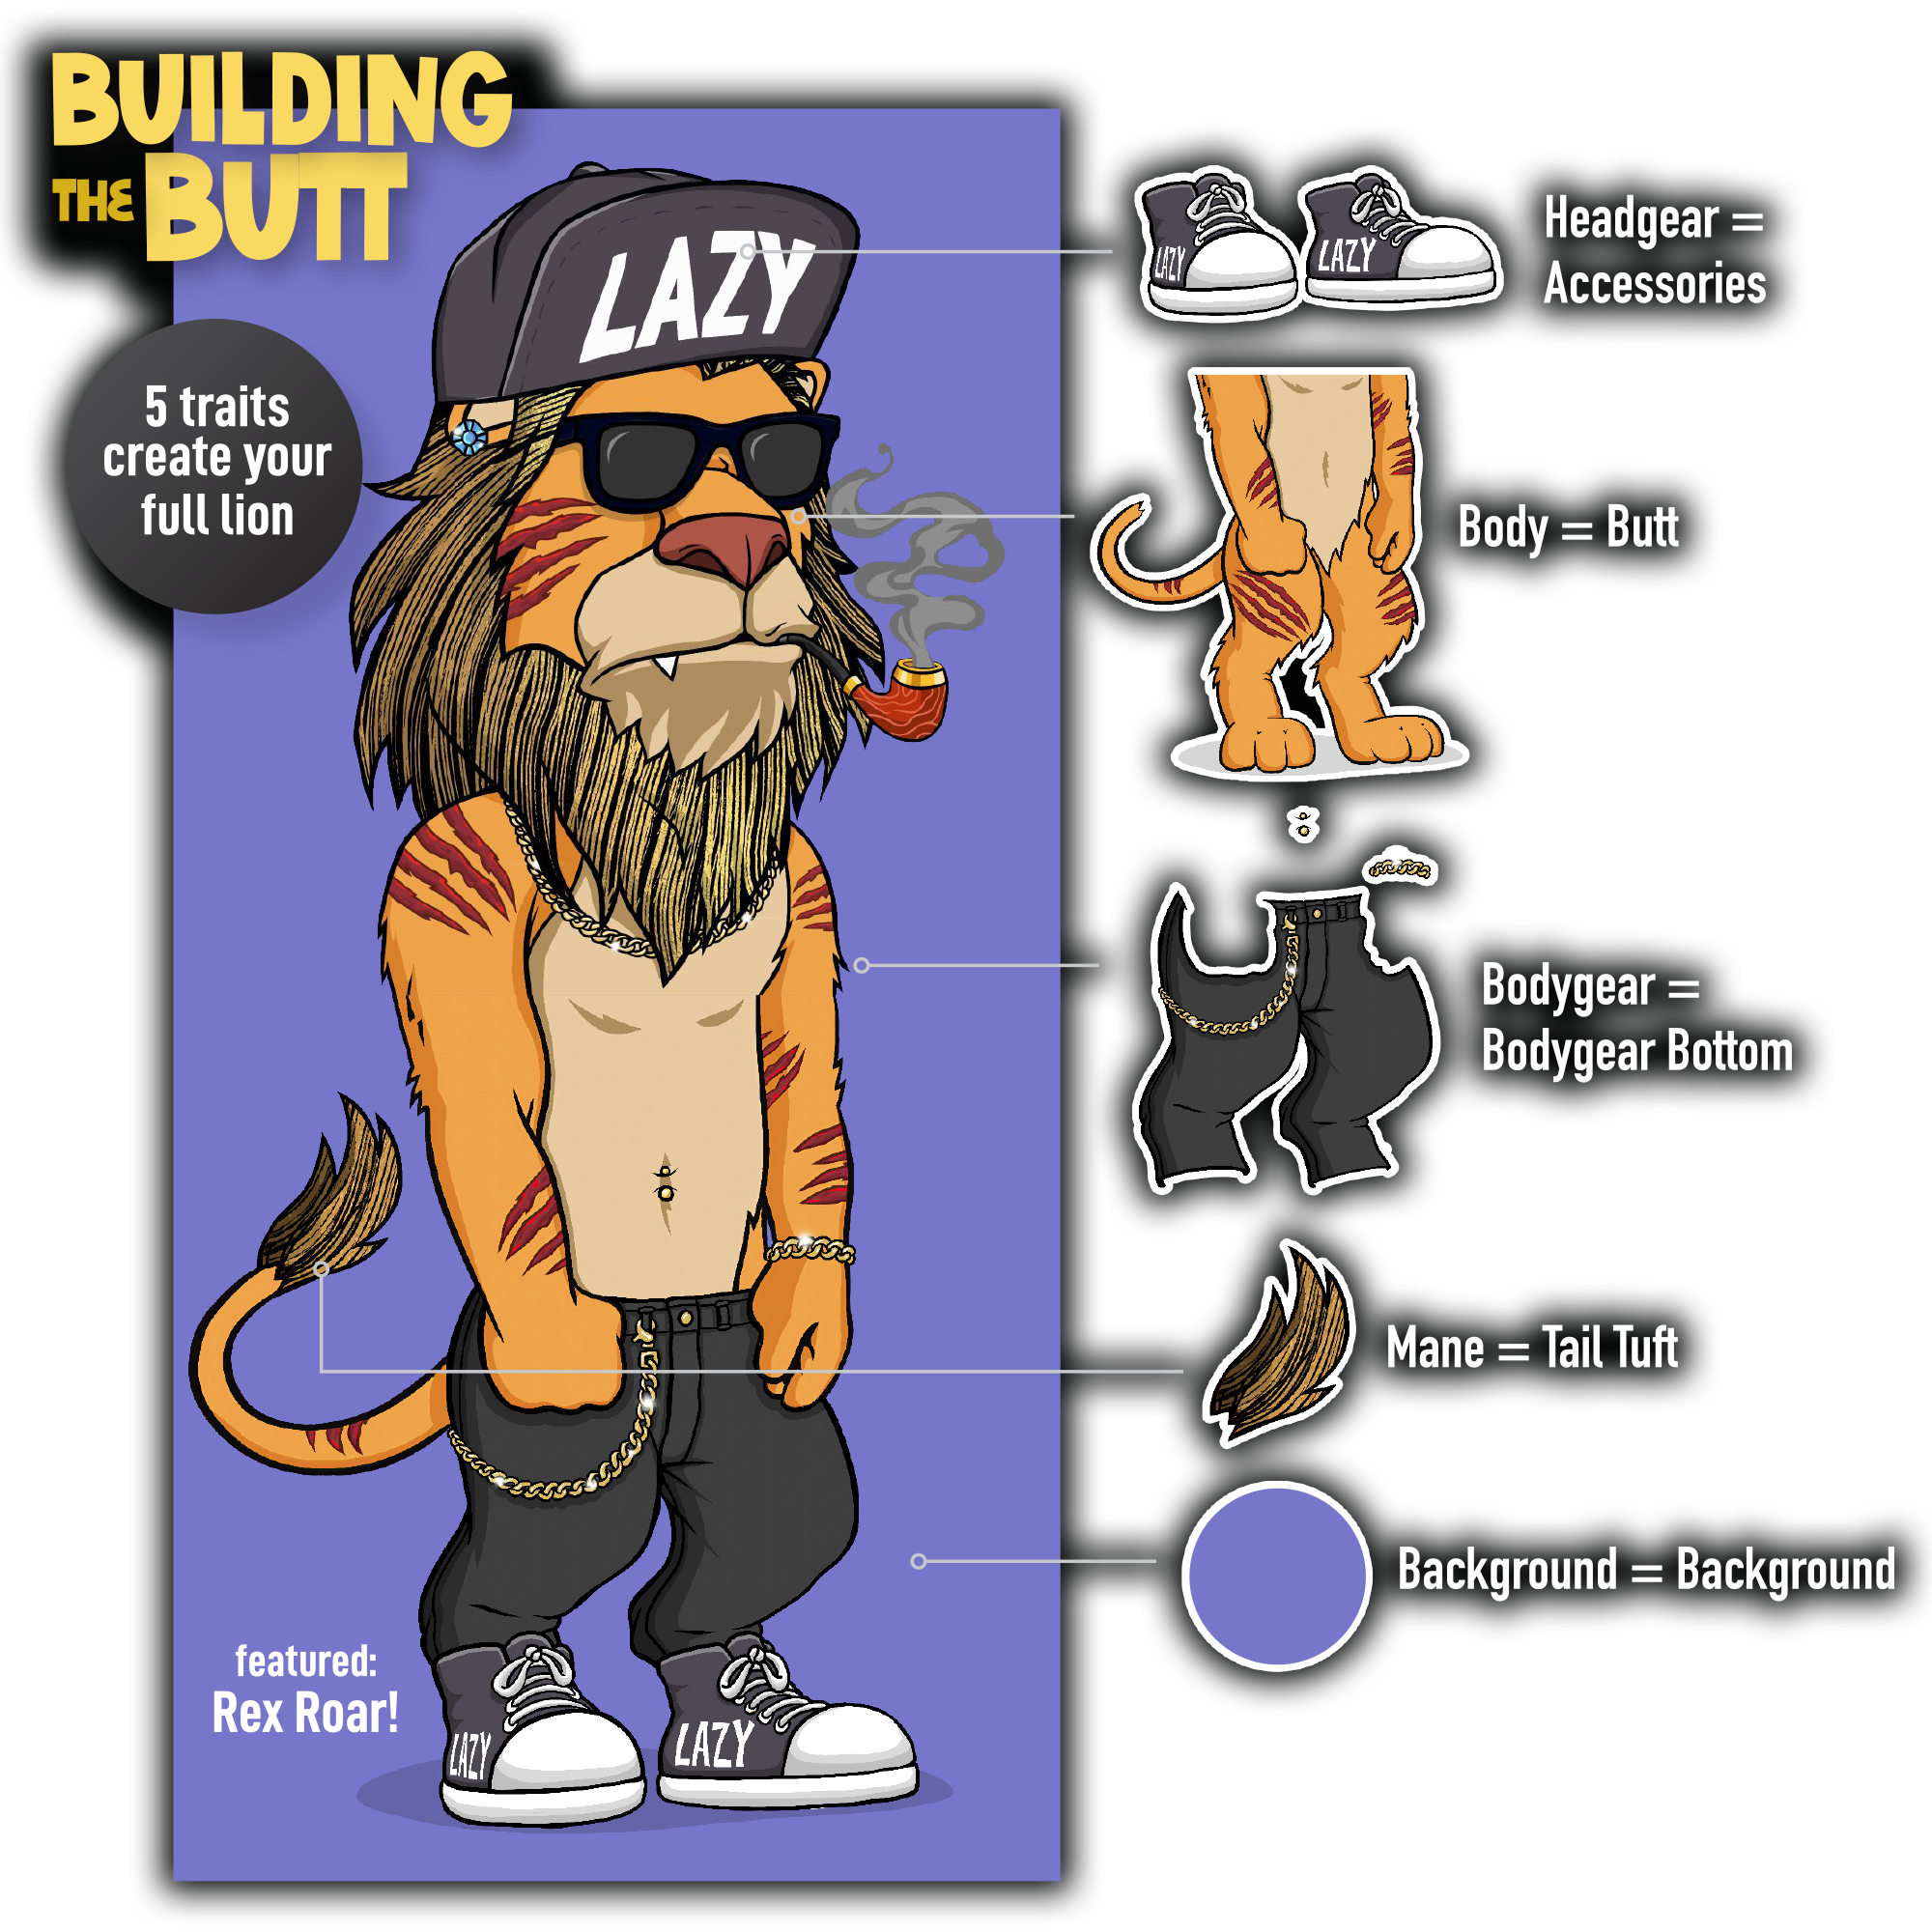 BUILDING
THE BUTT
5 traits
create your
full lion
LAZY
Headgear =
Accessories
LAZY
LAZY
Body = Butt
Bodygear =
Bodygear Bottom
Mane = Tail Tuft
Background = Background
featured:
Rex Roar!
LAZY
LAZY